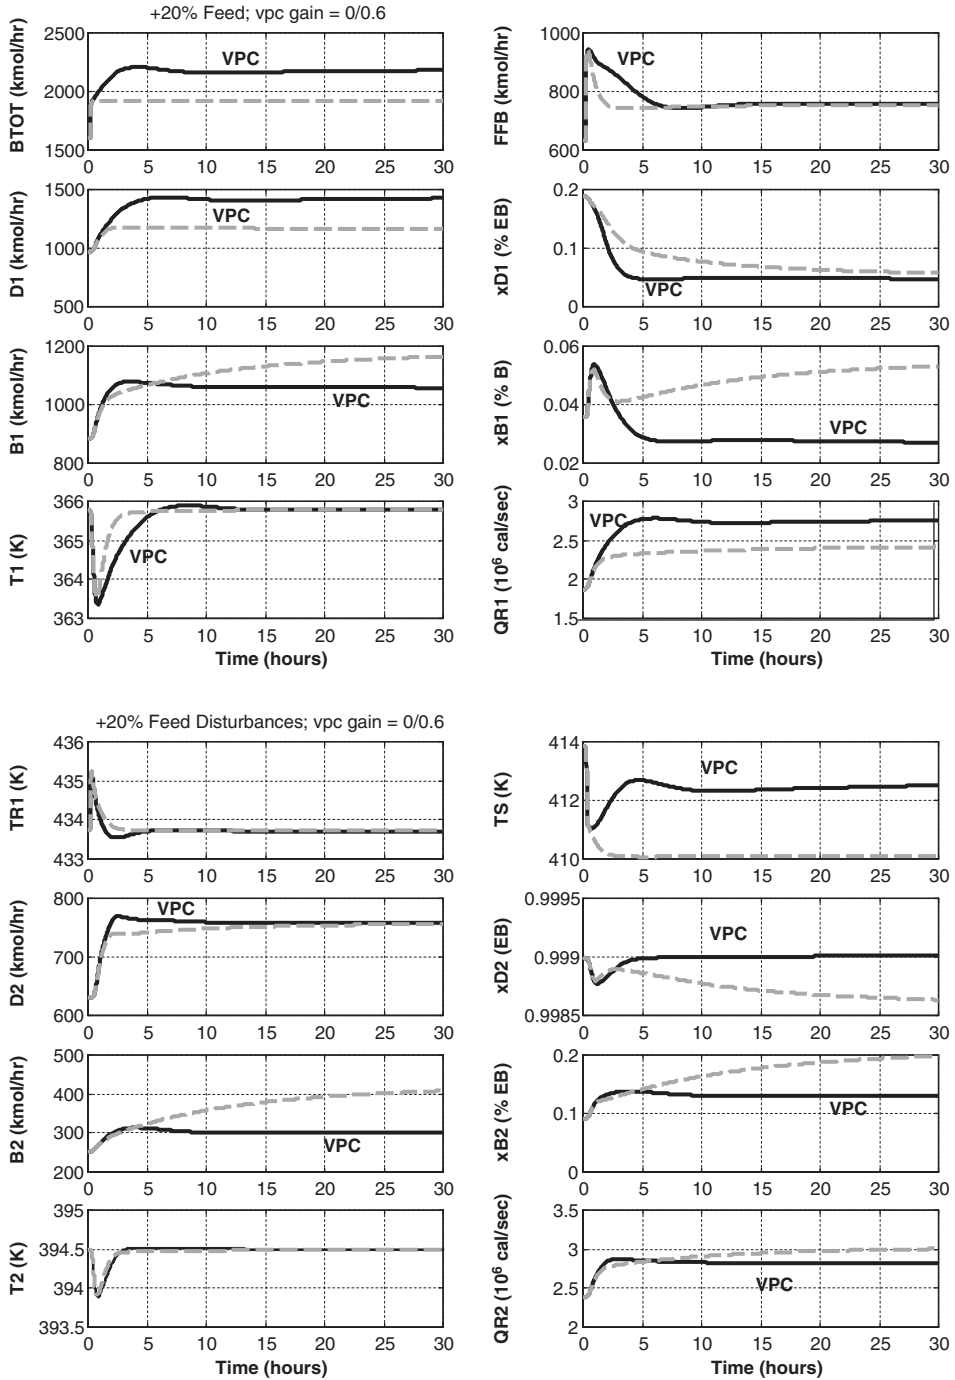 +20% Feed; vpc gain = 0/0.6
BTOT (kmol/hr)
2500
2000
1500
VPC
0 5 10 15 20 25 30
FFB (kmol/hr)
1000
800
600
VPC
0 5 10 15 20 25 30
D1 (kmol/hr)
1500
1000
500
VPC
0 5 10 15 20 25 30
xD1 (% EB)
0.2
0.1
0
VPC
0 5 10 15 20 25 30
B1 (kmol/hr)
1200
1000
800
VPC
0 5 10 15 20 25 30
xB1 (% B)
0.06
0.04
0.02
VPC
0 5 10 15 20 25 30
T1 (K)
366
365
364
363
VPC
0 5 10 15 20 25 30
Time (hours)
QR1 (10⁶ cal/sec)
3
2.5
2
1.5
VPC
0 5 10 15 20 25 30
Time (hours)
+20% Feed Disturbances; vpc gain = 0/0.6
TR1 (K)
436
435
434
433
0 5 10 15 20 25 30
TS (K)
414
412
410
VPC
0 5 10 15 20 25 30
D2 (kmol/hr)
800
700
600
VPC
0 5 10 15 20 25 30
xD2 (EB)
0.9995
0.999
0.9985
VPC
0 5 10 15 20 25 30
B2 (kmol/hr)
500
400
300
200
VPC
0 5 10 15 20 25 30
xB2 (% EB)
0.2
0.1
0
VPC
0 5 10 15 20 25 30
T2 (K)
395
394.5
394
393.5
0 5 10 15 20 25 30
Time (hours)
QR2 (10⁶ cal/sec)
3.5
3
2.5
2
VPC
0 5 10 15 20 25 30
Time (hours)